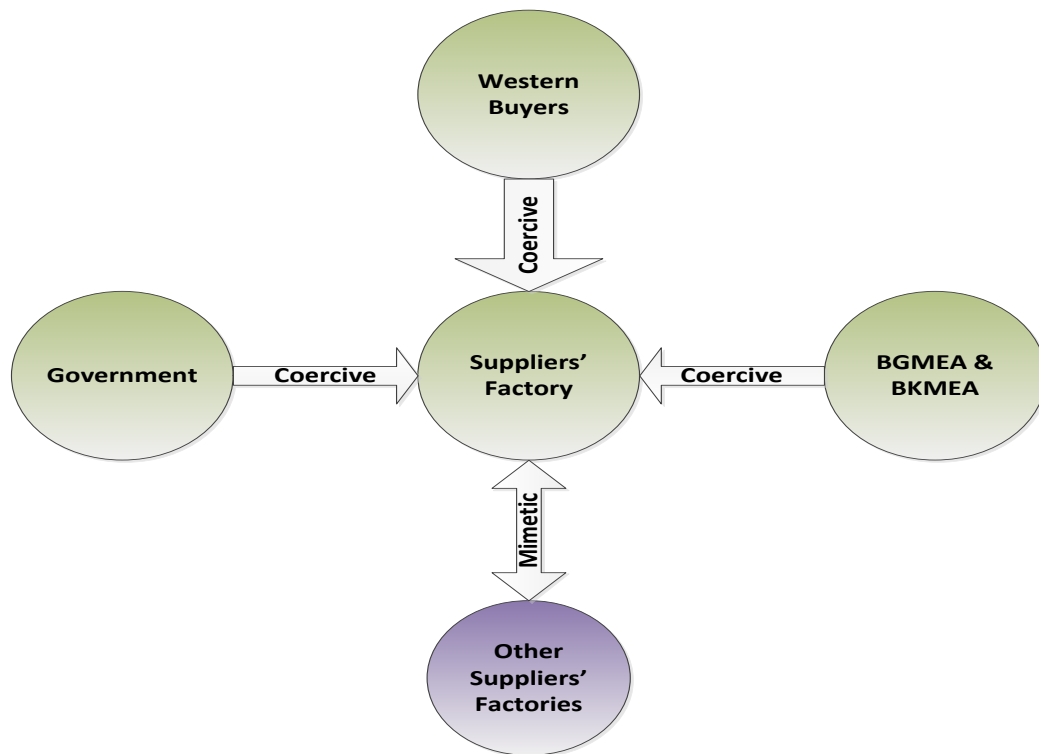 Western
Buyers
Coercive
Government
Coercive
Suppliers’
Factory
Coercive
BGMEA &
BKMEA
Mimetic
Other
Suppliers’
Factories